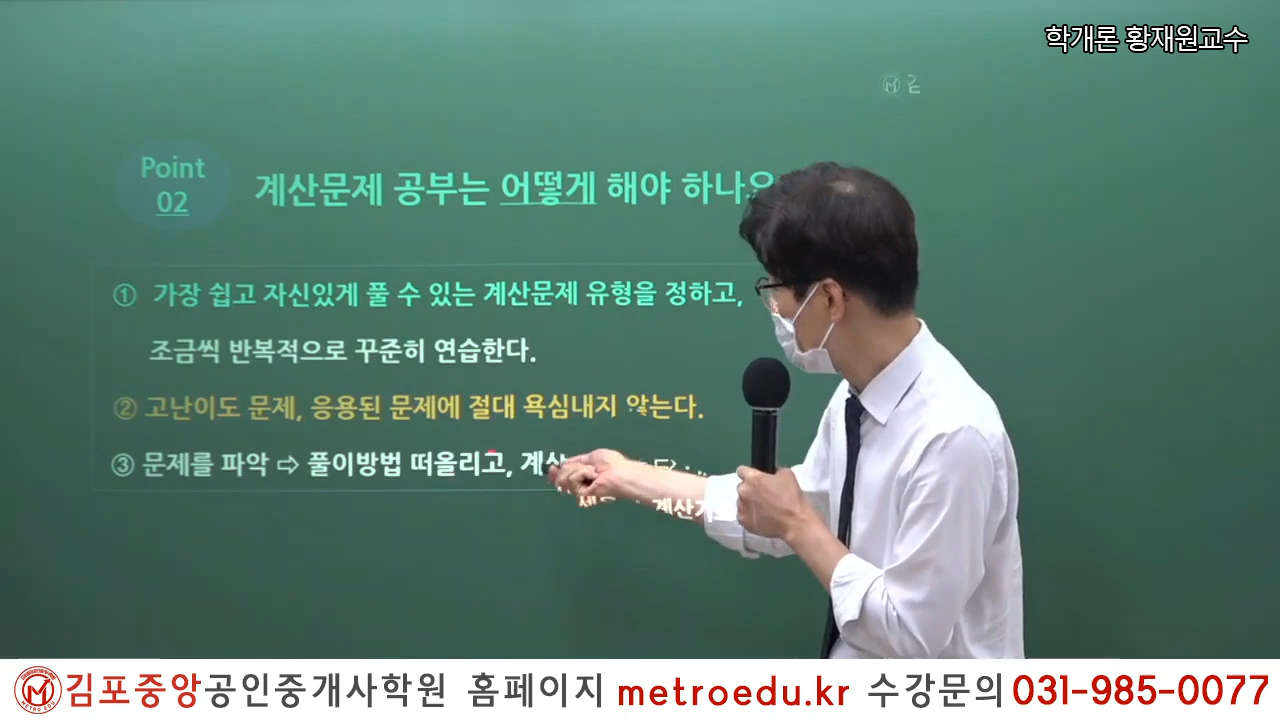 학개론 황재원교수
Point
02
계산문제 공부는 어떻게 해야 하나요
① 가장 쉽고 자신있게 풀 수 있는 계산문제 유형을 정하고,
조금씩 반복적으로 꾸준히 연습한다.
② 고난이도 문제, 응용된 문제에 절대 욕심내지 않는다.
③ 문제를 파악 ⇨ 풀이방법 떠올리고,
METRO EDU
김포중앙공인중개사학원 홈페이지 metroedu.kr 수강문의 031-985-0077